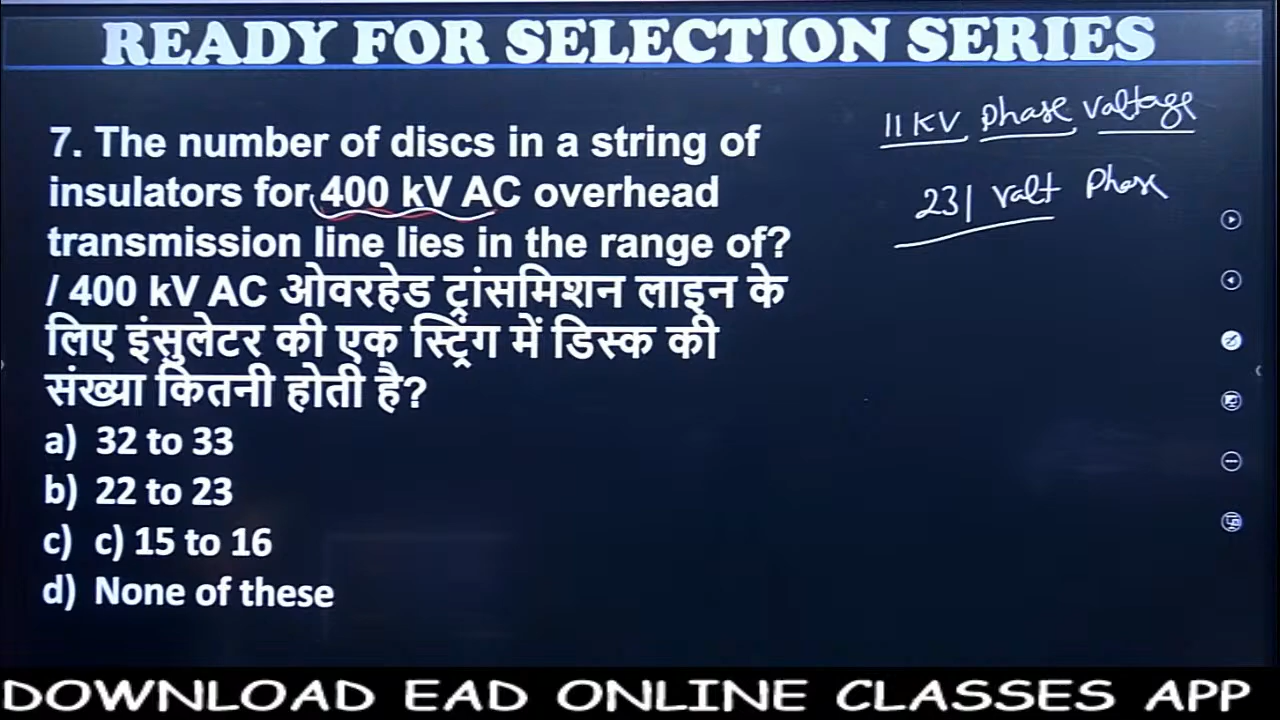 READY FOR SELECTION SERIES
7. The number of discs in a string of
insulators for 400 kV AC overhead
transmission line lies in the range of?
/ 400 kV AC ओवरहेड ट्रांसमिशन लाइन के
लिए इंसुलेटर की एक स्ट्रिंग में डिस्क की
संख्या कितनी होती है?
a) 32 to 33
b) 22 to 23
c) c) 15 to 16
d) None of these
11 KV phase Valtage
231 Valt Phase
DOWNLOAD EAD ONLINE CLASSES APP